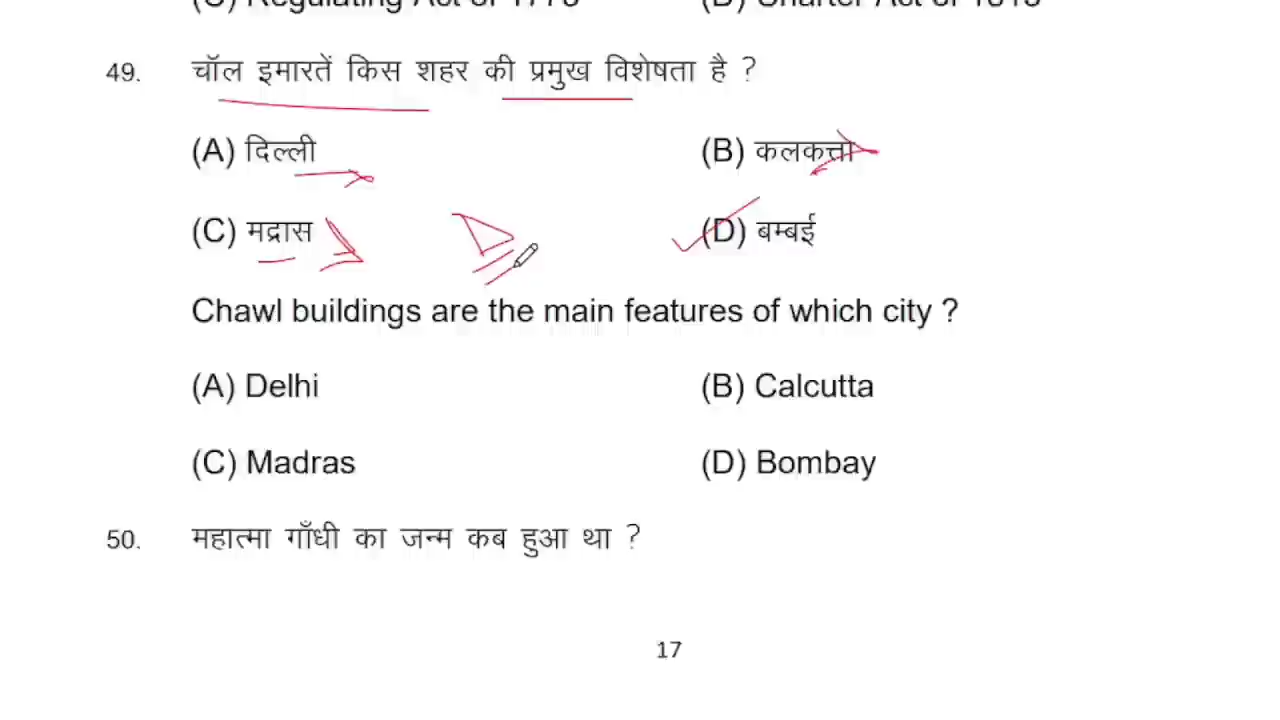 49. चॉल इमारतें किस शहर की प्रमुख विशेषता है ?
(A) दिल्ली (B) कलकत्ता
(C) मद्रास (D) बम्बई
Chawl buildings are the main features of which city ?
(A) Delhi (B) Calcutta
(C) Madras (D) Bombay
50. महात्मा गाँधी का जन्म कब हुआ था ?
17